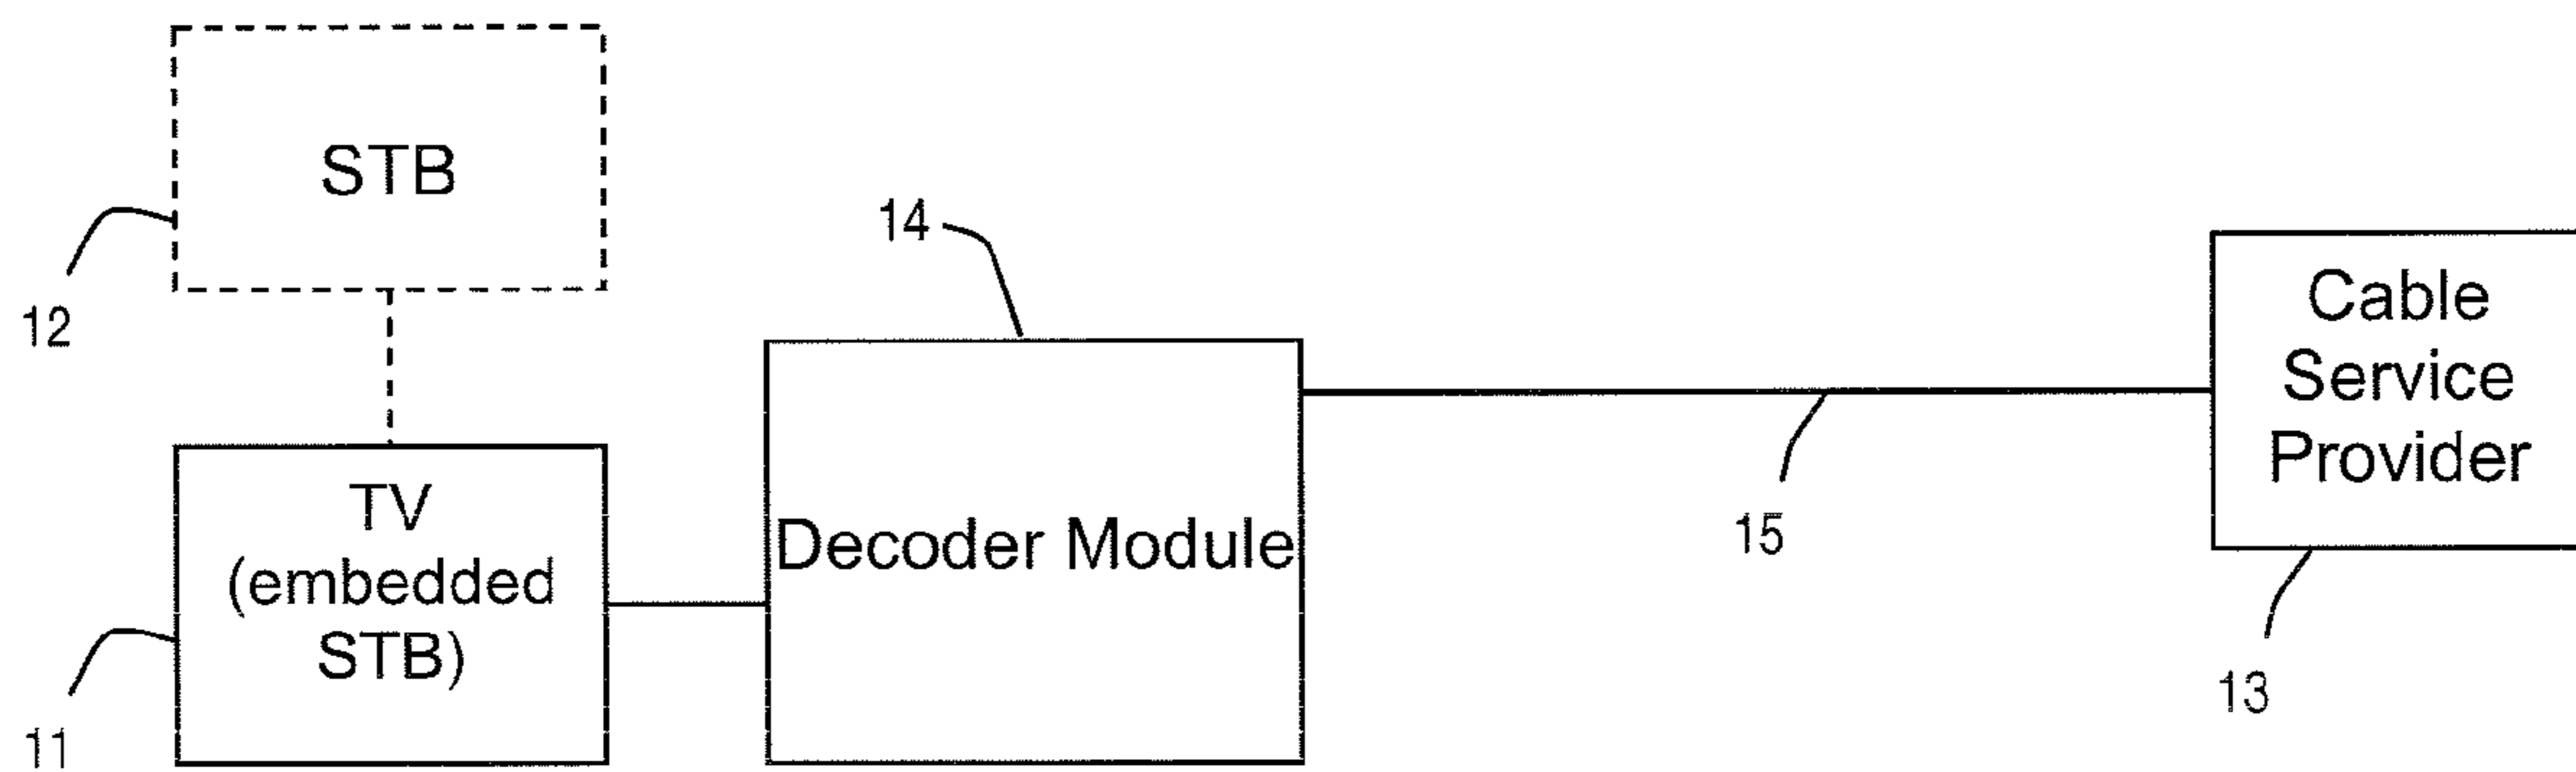 STB
12
14
Cable
Service
Provider
TV
(embedded
STB)
Decoder Module
15
13
11